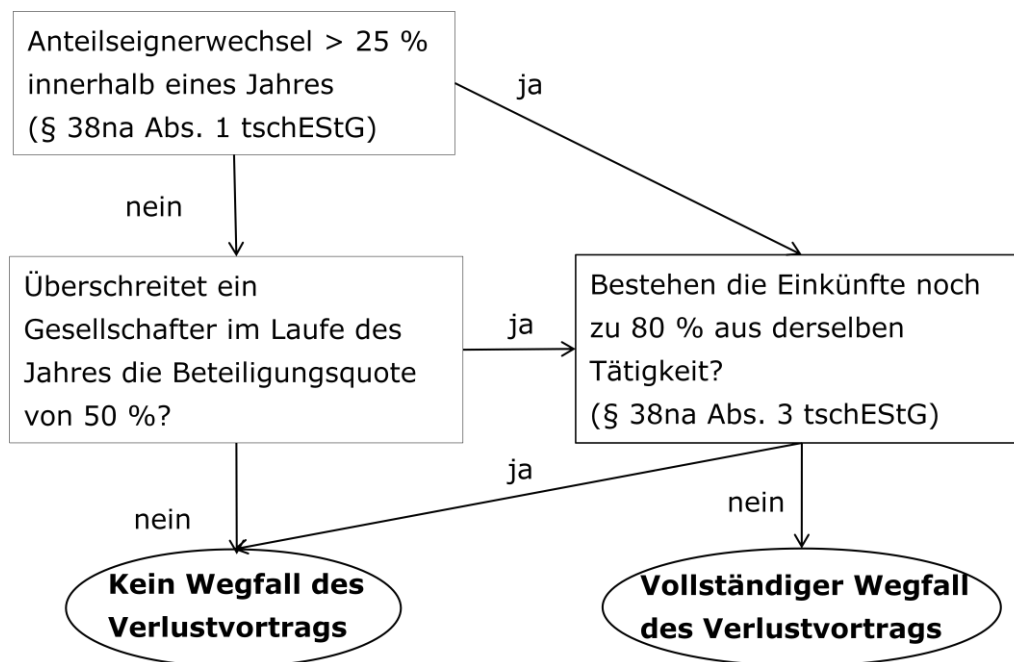 Anteilseignerwechsel > 25 %
innerhalb eines Jahres
(§ 38na Abs. 1 tschEStG)
ja
nein
Überschreitet ein
Gesellschafter im Laufe des
Jahres die Beteiligungsquote
von 50 %?
ja
Bestehen die Einkünfte noch
zu 80 % aus derselben
Tätigkeit?
(§ 38na Abs. 3 tschEStG)
ja
nein
nein
Kein Wegfall des
Verlustvortrags
Vollständiger Wegfall
des Verlustvortrags